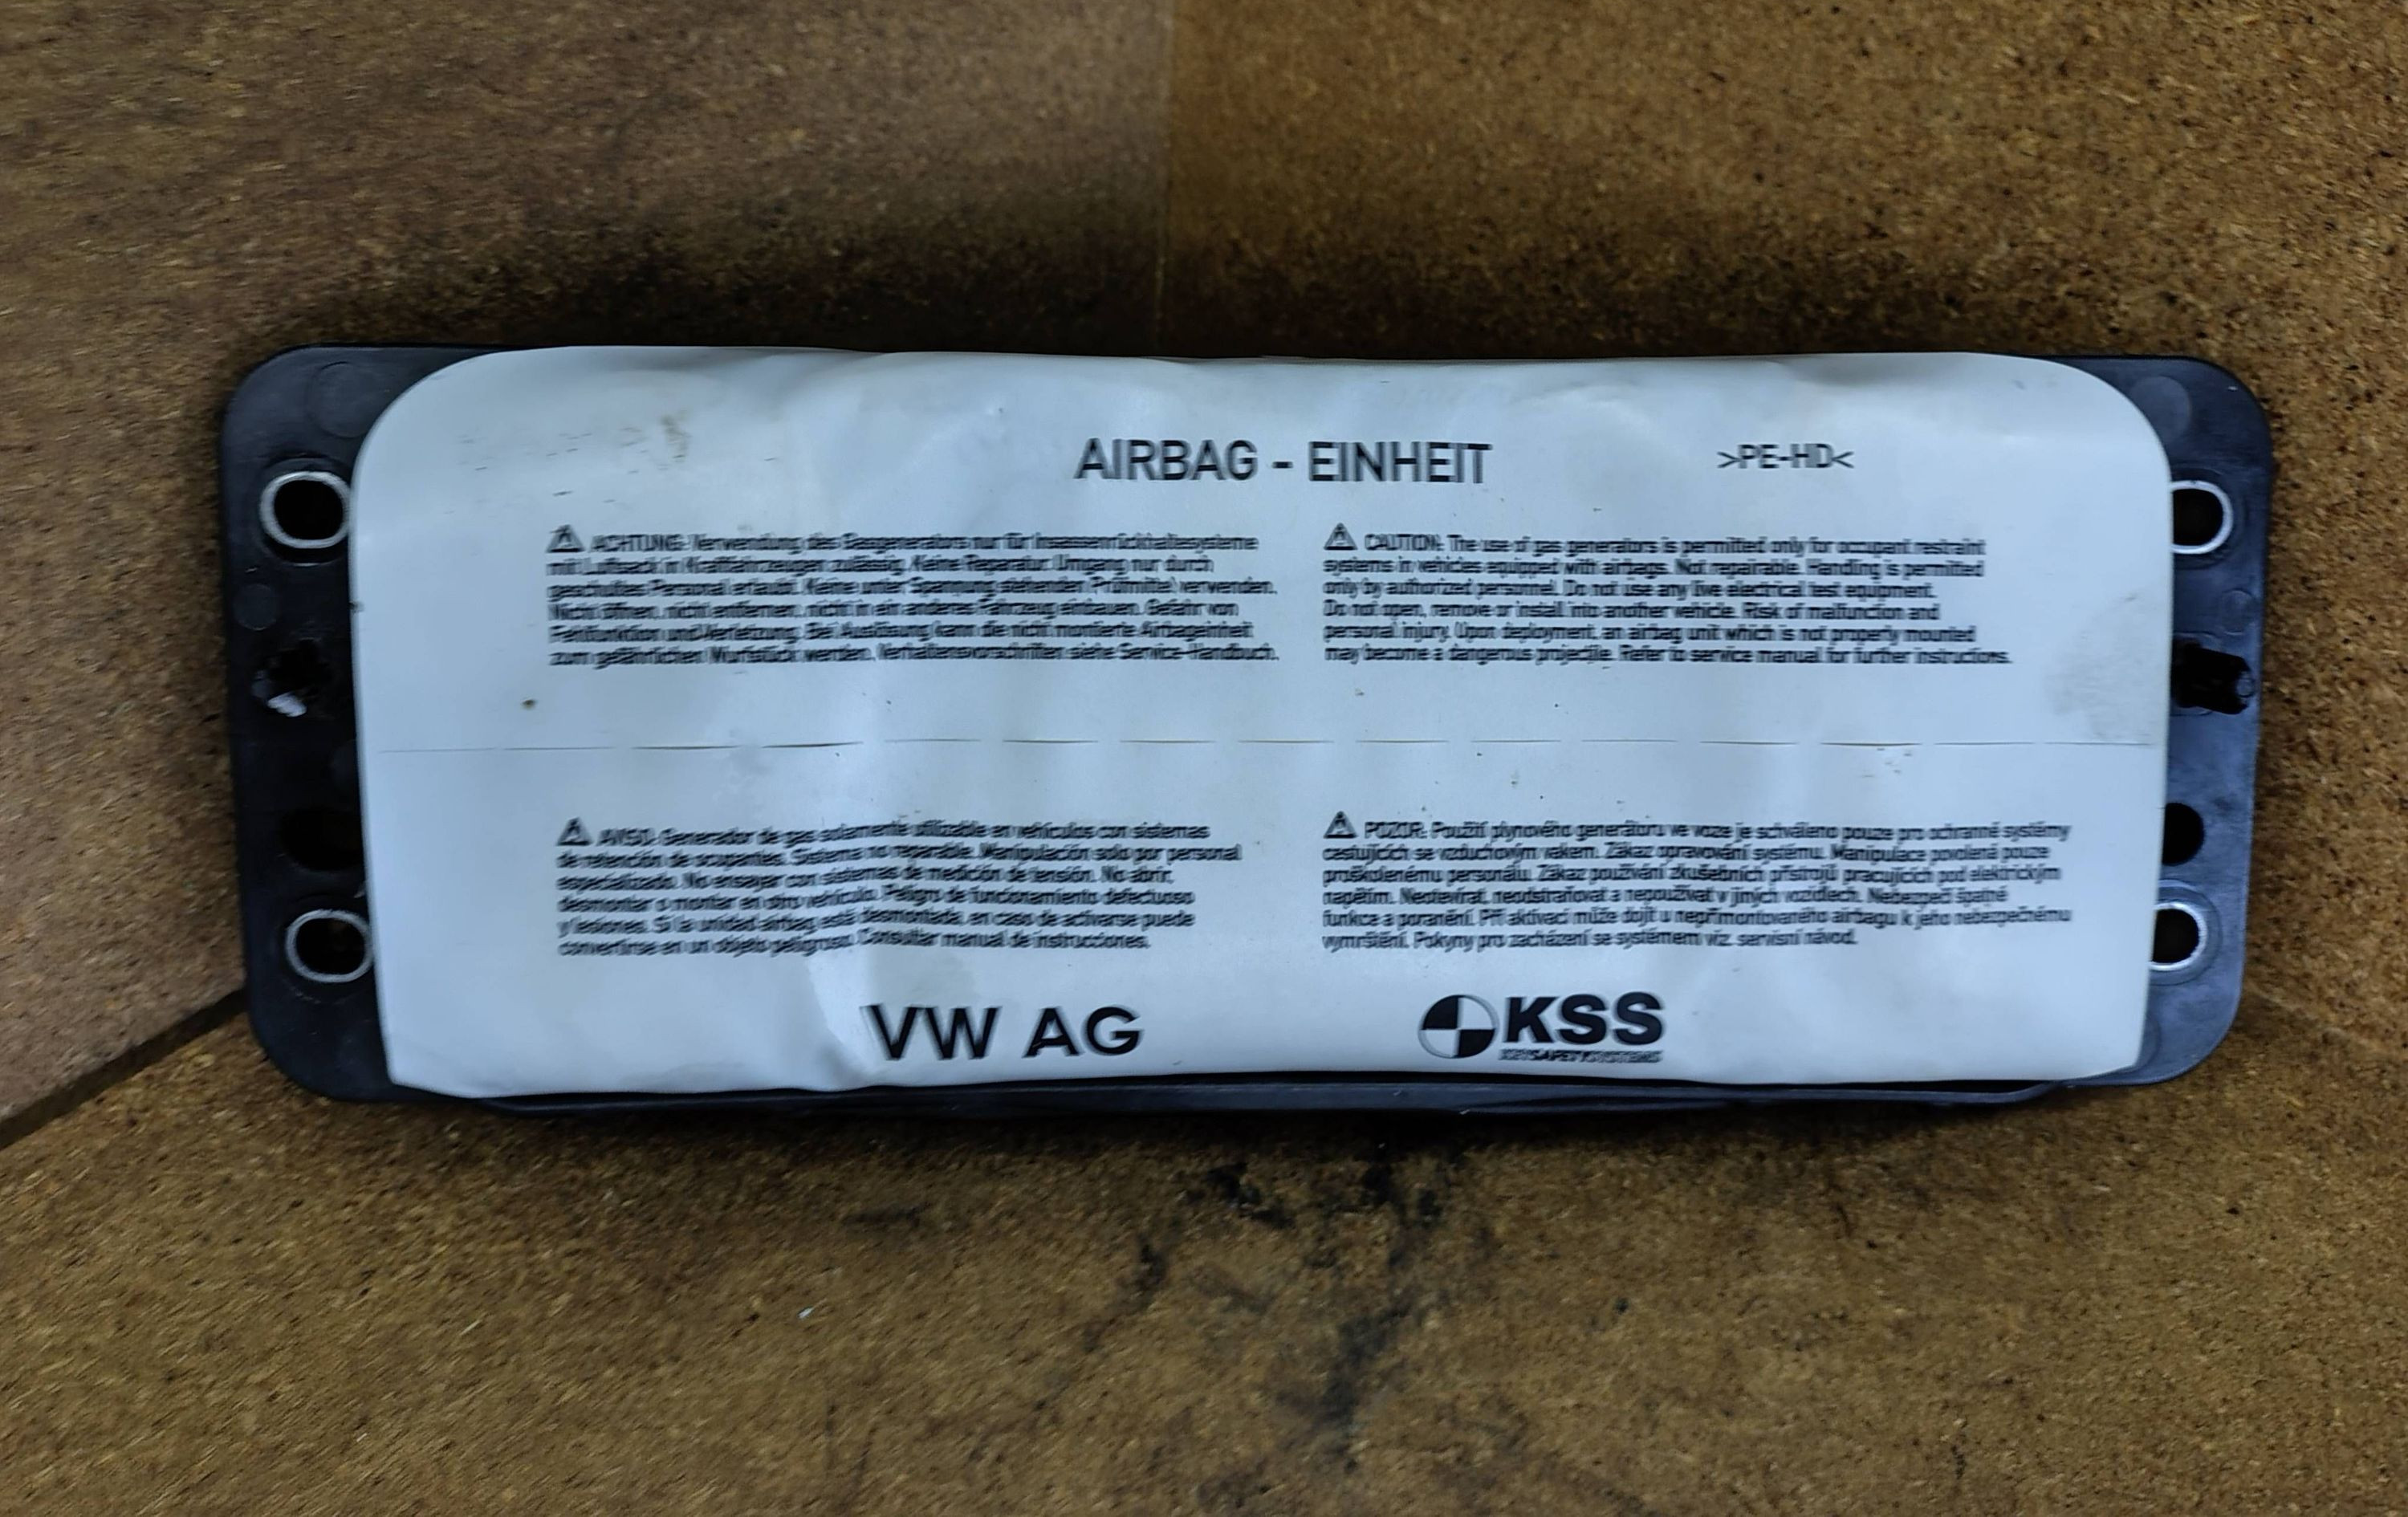 AIRBAG - EINHEIT
>PE-HD<
ACHTUNG: Verwendung des Gasgenerators nur für Insassenrückhaltesysteme
mit Luftsack in Kraftfahrzeugen zulässig. Keine Reparatur. Umgang nur durch
geschultes Personal erlaubt. Keine unter Spannung stehenden Prüfmittel verwenden.
Nicht öffnen, nicht entfernen, nicht in ein anderes Fahrzeug einbauen. Gefahr von
Fehlfunktion und Verletzung. Bei Auslösung kann die nicht montierte Airbageinheit
zum gefährlichen Wurfstück werden. Verhaltensvorschriften siehe Service-Handbuch.
CAUTION: The use of gas generators is permitted only for occupant restraint
systems in vehicles equipped with airbags. Not repairable. Handling is permitted
only by authorized personnel. Do not use any live electrical test equipment.
Do not open, remove or install into another vehicle. Risk of malfunction and
personal injury. Upon deployment, an airbag unit which is not properly mounted
may become a dangerous projectile. Refer to service manual for further instructions.
AVISO: Generador de gas solamente utilizable en vehículos con sistemas
de retención de ocupantes. Sistema no reparable. Manipulación solo por personal
especializado. No ensayar con sistemas de medición de tensión. No abrir,
desmontar o montar en otro vehículo. Peligro de funcionamiento defectuoso
y lesiones. Si la unidad airbag está desmontada, en caso de activarse puede
convertirse en un objeto peligroso. Consultar manual de instrucciones.
POZOR: Použití plynového generátoru ve voze je schváleno pouze pro ochranné systémy
cestujících se vzduchovým vakem. Zákaz opravování systému. Manipulace povolená pouze
proškolenému personálu. Zákaz používání zkušebních přístrojů pracujících pod elektrickým
napětím. Neotevírat, neodstraňovat a nepoužívat v jiných vozidlech. Nebezpečí špatné
funkce a poranění. Při aktivaci může dojít u nepřimontovaného airbagu k jeho nebezpečnému
vymrštění. Pokyny pro zacházení se systémem viz. servisní návod.
VW AG
KSS
KEY SAFETY SYSTEMS